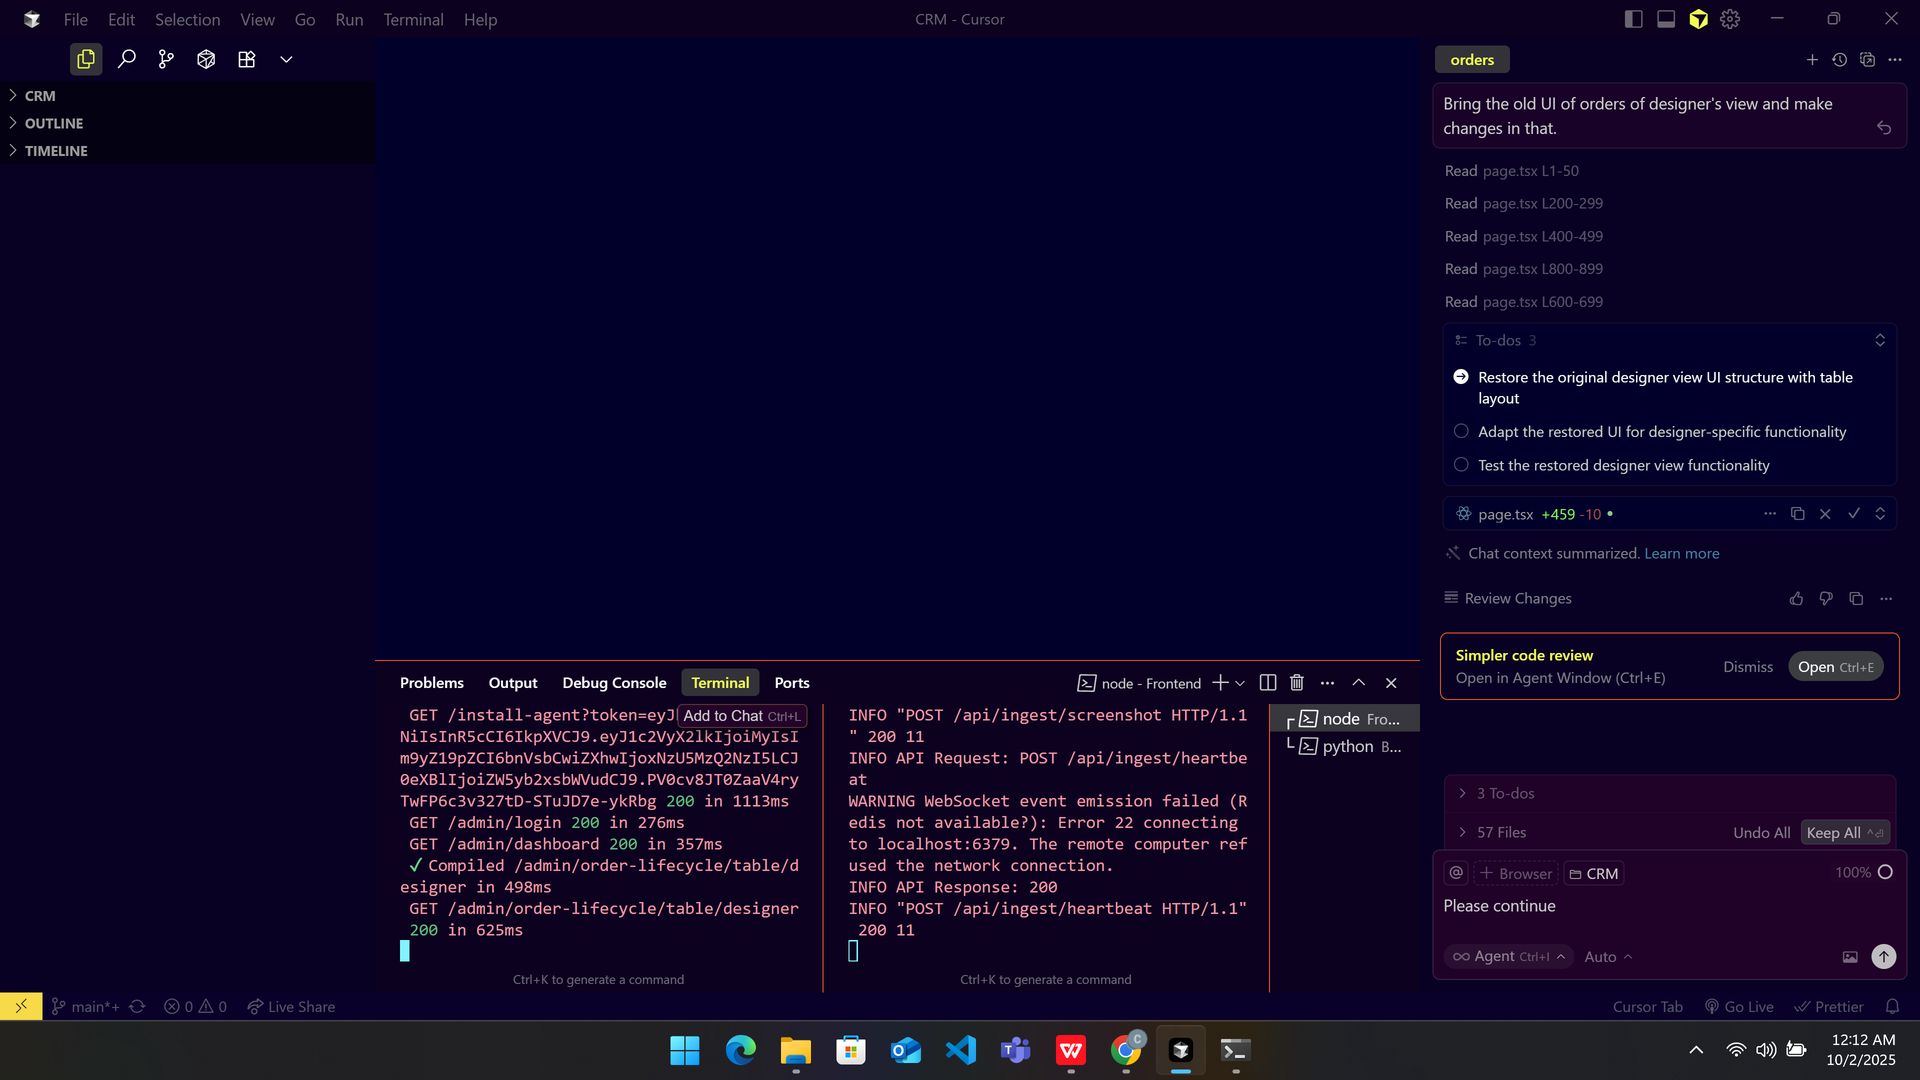 File Edit Selection View Go Run Terminal Help
CRM - Cursor
CRM
OUTLINE
TIMELINE
orders
Bring the old UI of orders of designer's view and make
changes in that.
Read page.tsx L1-50
Read page.tsx L200-299
Read page.tsx L400-499
Read page.tsx L800-899
Read page.tsx L600-699
To-dos 3
Restore the original designer view UI structure with table
layout
Adapt the restored UI for designer-specific functionality
Test the restored designer view functionality
page.tsx +459 -10
Chat context summarized. Learn more
Review Changes
Simpler code review
Open in Agent Window (Ctrl+E)
Dismiss
Open Ctrl+E
3 To-dos
57 Files
Undo All
Keep All
@
Browser
CRM
100%
Please continue
Agent Ctrl+I
Auto
Problems Output Debug Console Terminal Ports
node - Frontend
GET /install-agent?token=eyJ
Add to Chat Ctrl+L
NiIsInR5cCI6IkpXVCJ9.eyJ1c2VyX2lkIjoiMyIsI
m9yZ19pZCI6bnVsbCwiZXhwIjoxNzU5MzQ2NzI5LCJ
0eXBlIjoiZW5yb2xsbWVudCJ9.PV0cv8JT0ZaaV4ry
TwFP6c3v327tD-STuJD7e-ykRbg 200 in 1113ms
GET /admin/login 200 in 276ms
GET /admin/dashboard 200 in 357ms
✓ Compiled /admin/order-lifecycle/table/d
esigner in 498ms
GET /admin/order-lifecycle/table/designer
200 in 625ms
Ctrl+K to generate a command
INFO "POST /api/ingest/screenshot HTTP/1.1
" 200 11
INFO API Request: POST /api/ingest/heartbe
at
WARNING WebSocket event emission failed (R
edis not available?): Error 22 connecting
to localhost:6379. The remote computer ref
used the network connection.
INFO API Response: 200
INFO "POST /api/ingest/heartbeat HTTP/1.1"
200 11
Ctrl+K to generate a command
node Fro...
python B...
main*+
0 0
Live Share
Cursor Tab
Go Live
Prettier
12:12 AM
10/2/2025